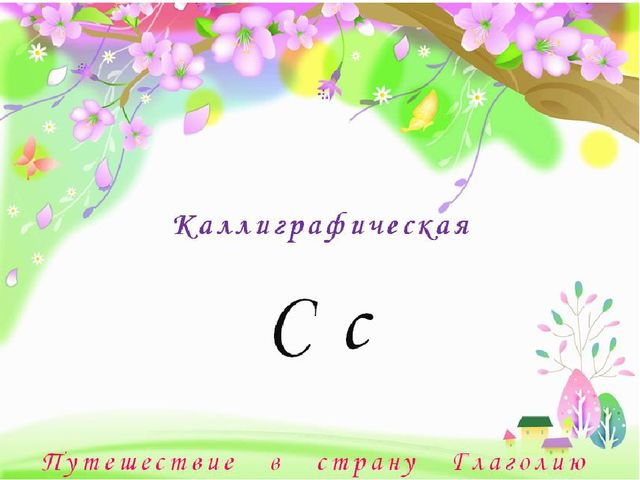 Каллиграфическая
С с
Путешествие в страну Глаголию